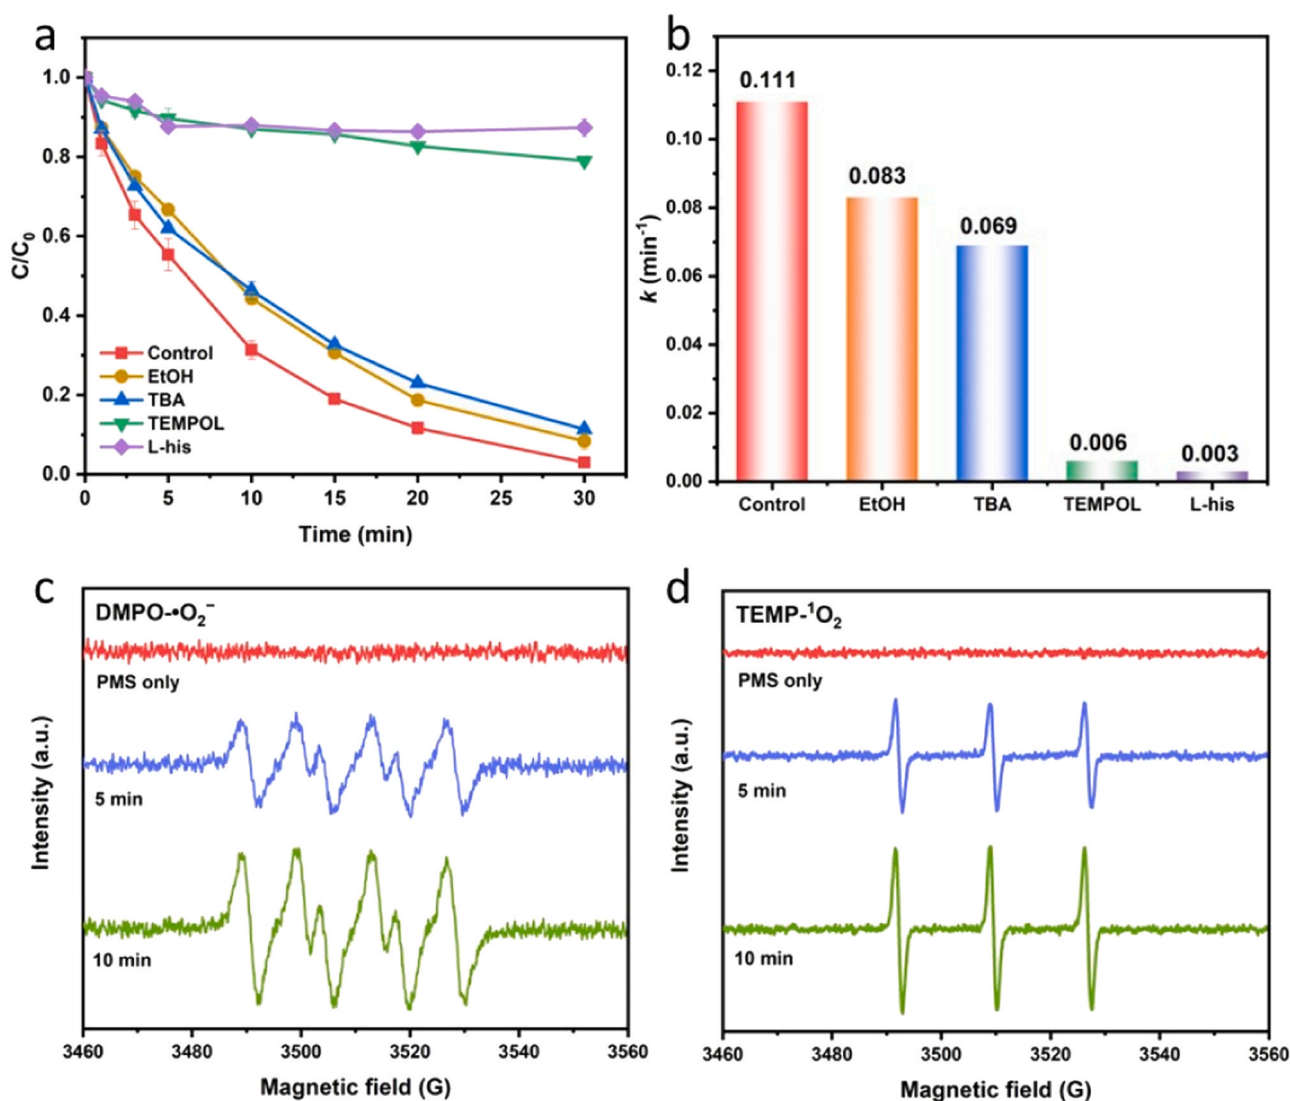 a
1.0
0.8
0.6
0.4
0.2
0.0
C/C₀
Control
EtOH
TBA
TEMPOL
L-his
0 5 10 15 20 25 30
Time (min)
b
0.12
0.10
0.08
0.06
0.04
0.02
0.00
k (min⁻¹)
0.111
0.083
0.069
0.006
0.003
Control EtOH TBA TEMPOL L-his
c
DMPO-•O₂⁻
PMS only
5 min
10 min
Intensity (a.u.)
3460 3480 3500 3520 3540 3560
Magnetic field (G)
d
TEMP-¹O₂
PMS only
5 min
10 min
Intensity (a.u.)
3460 3480 3500 3520 3540 3560
Magnetic field (G)